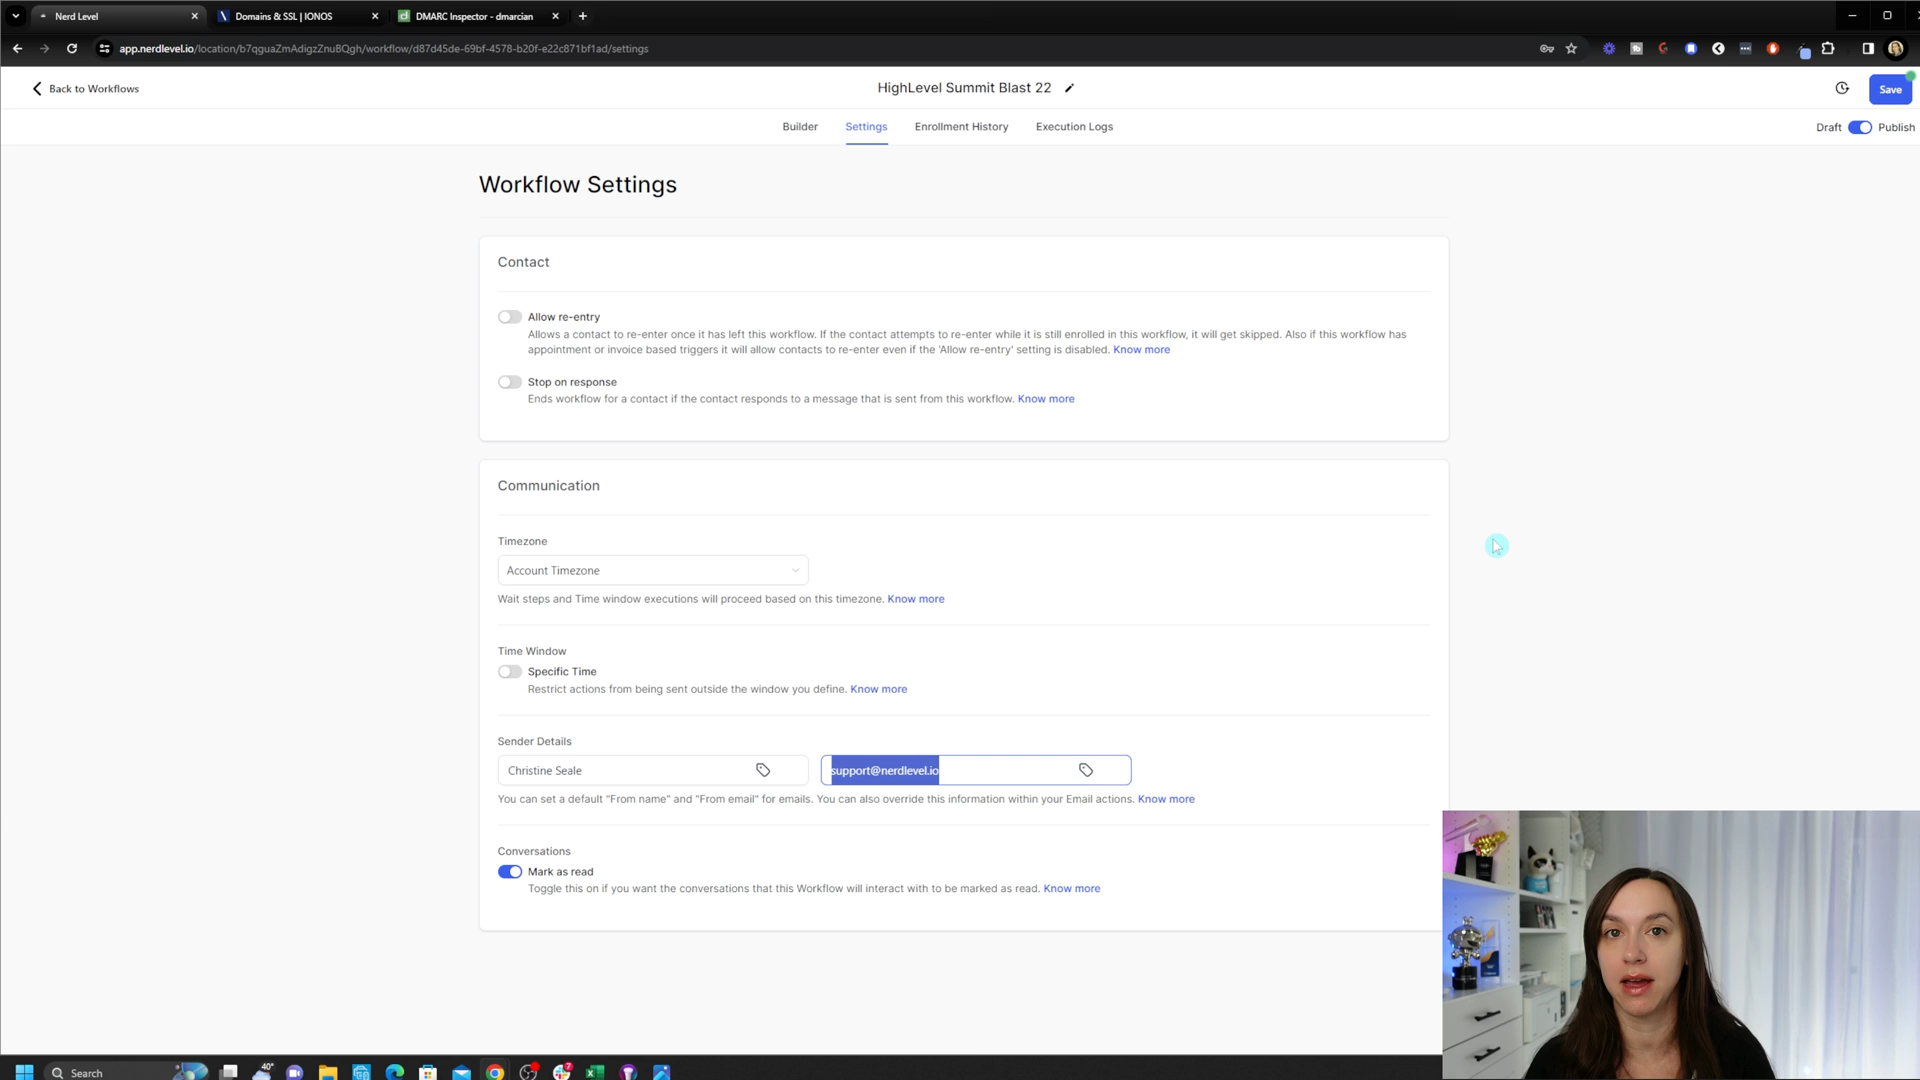 Nerd Level
Domains & SSL | IONOS
DMARC Inspector - dmarcian
app.nerdlevel.io/location/b7qguaZmAdigzZnuBQgh/workflow/d87d45de-69bf-4578-b20f-e22c871bf1ad/settings
Back to Workflows
HighLevel Summit Blast 22
Save
Builder
Settings
Enrollment History
Execution Logs
Draft
Publish
Workflow Settings
Contact
Allow re-entry
Allows a contact to re-enter once it has left this workflow. If the contact attempts to re-enter while it is still enrolled in this workflow, it will get skipped. Also if this workflow has
appointment or invoice based triggers it will allow contacts to re-enter even if the 'Allow re-entry' setting is disabled. Know more
Stop on response
Ends workflow for a contact if the contact responds to a message that is sent from this workflow. Know more
Communication
Timezone
Account Timezone
Wait steps and Time window executions will proceed based on this timezone. Know more
Time Window
Specific Time
Restrict actions from being sent outside the window you define. Know more
Sender Details
Christine Seale
support@nerdlevel.io
You can set a default "From name" and "From email" for emails. You can also override this information within your Email actions. Know more
Conversations
Mark as read
Toggle this on if you want the conversations that this Workflow will interact with to be marked as read. Know more
Search
40°